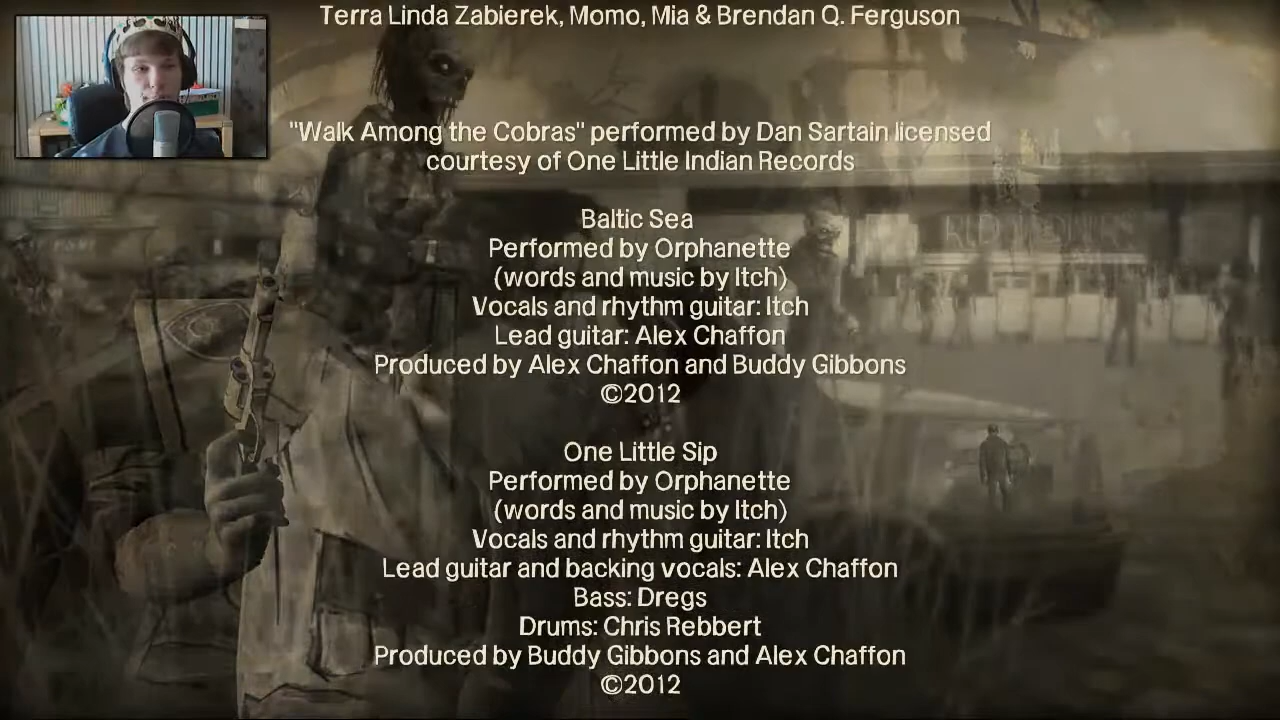 Terra Linda Zabierek, Momo, Mia & Brendan Q. Ferguson
"Walk Among the Cobras" performed by Dan Sartain licensed
courtesy of One Little Indian Records
Baltic Sea
Performed by Orphanette
(words and music by Itch)
Vocals and rhythm guitar: Itch
Lead guitar: Alex Chaffon
Produced by Alex Chaffon and Buddy Gibbons
©2012
One Little Sip
Performed by Orphanette
(words and music by Itch)
Vocals and rhythm guitar: Itch
Lead guitar and backing vocals: Alex Chaffon
Bass: Dregs
Drums: Chris Rebbert
Produced by Buddy Gibbons and Alex Chaffon
©2012